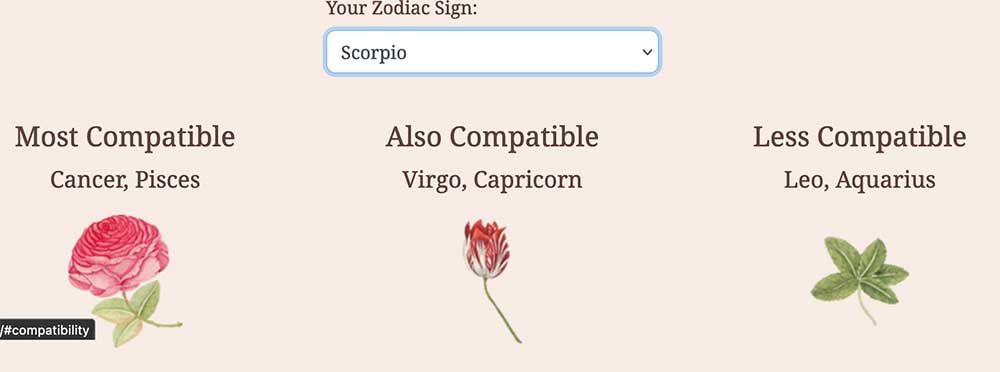 Your Zodiac Sign:
Scorpio
Most Compatible
Also Compatible
Less Compatible
Cancer, Pisces
Virgo, Capricorn
Leo, Aquarius
/#compatibility